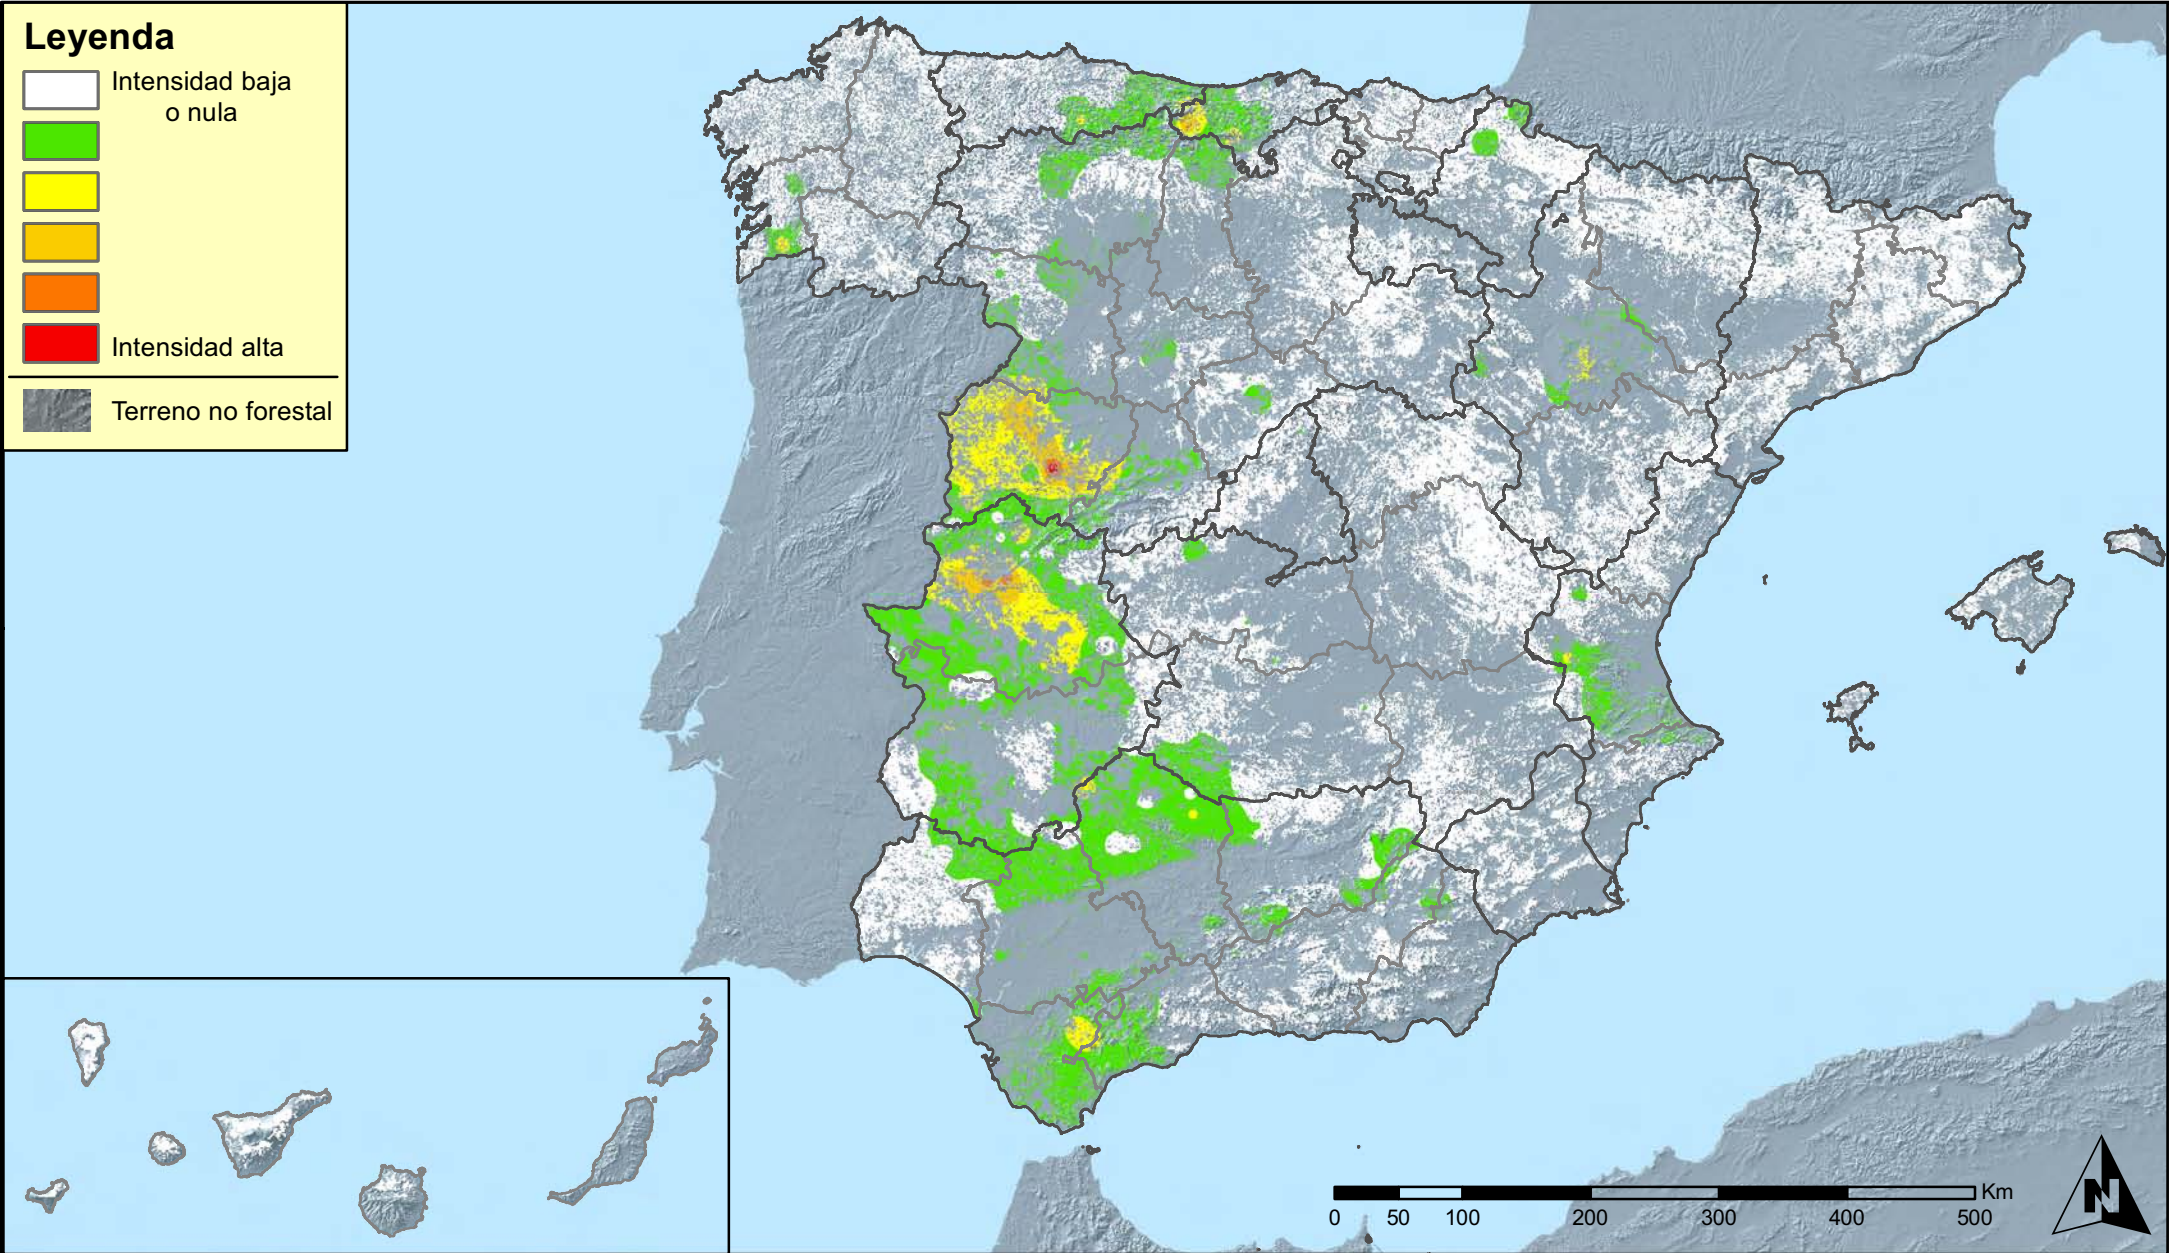 Leyenda
Intensidad baja
o nula
Intensidad alta
Terreno no forestal
Km
0 50 100 200 300 400 500
N